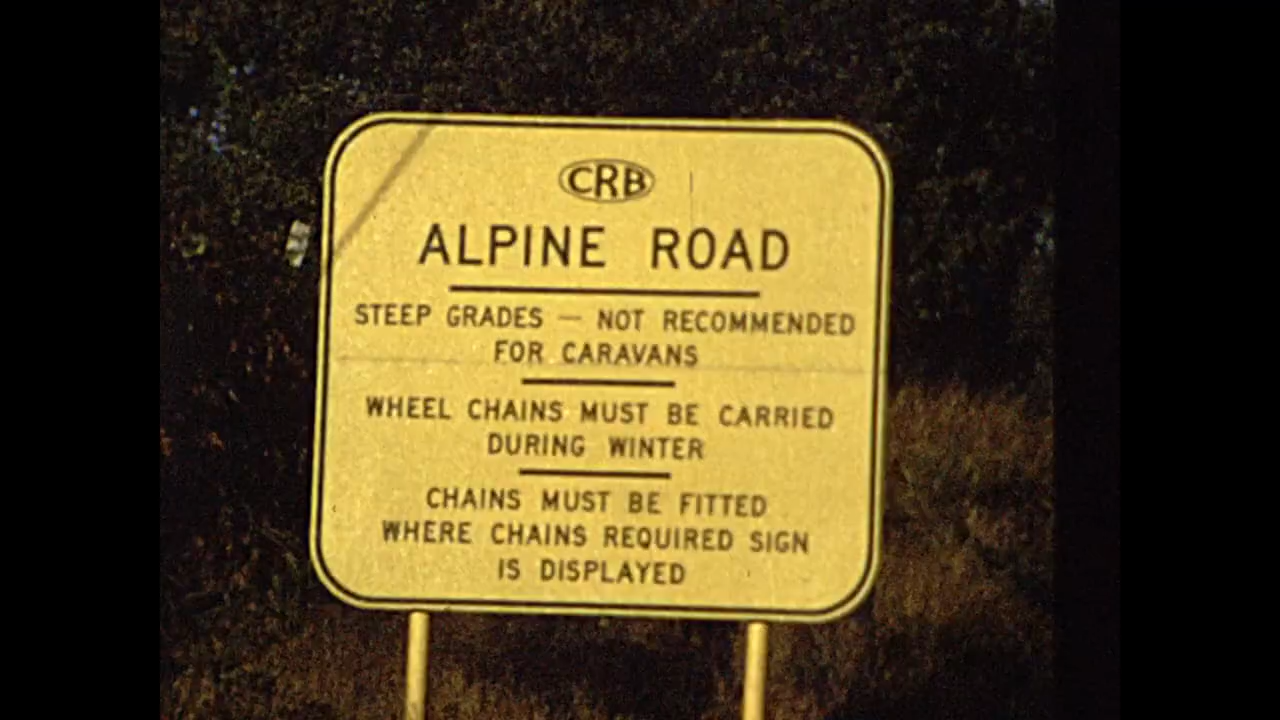 CRB
ALPINE ROAD
STEEP GRADES — NOT RECOMMENDED
FOR CARAVANS
WHEEL CHAINS MUST BE CARRIED
DURING WINTER
CHAINS MUST BE FITTED
WHERE CHAINS REQUIRED SIGN
IS DISPLAYED